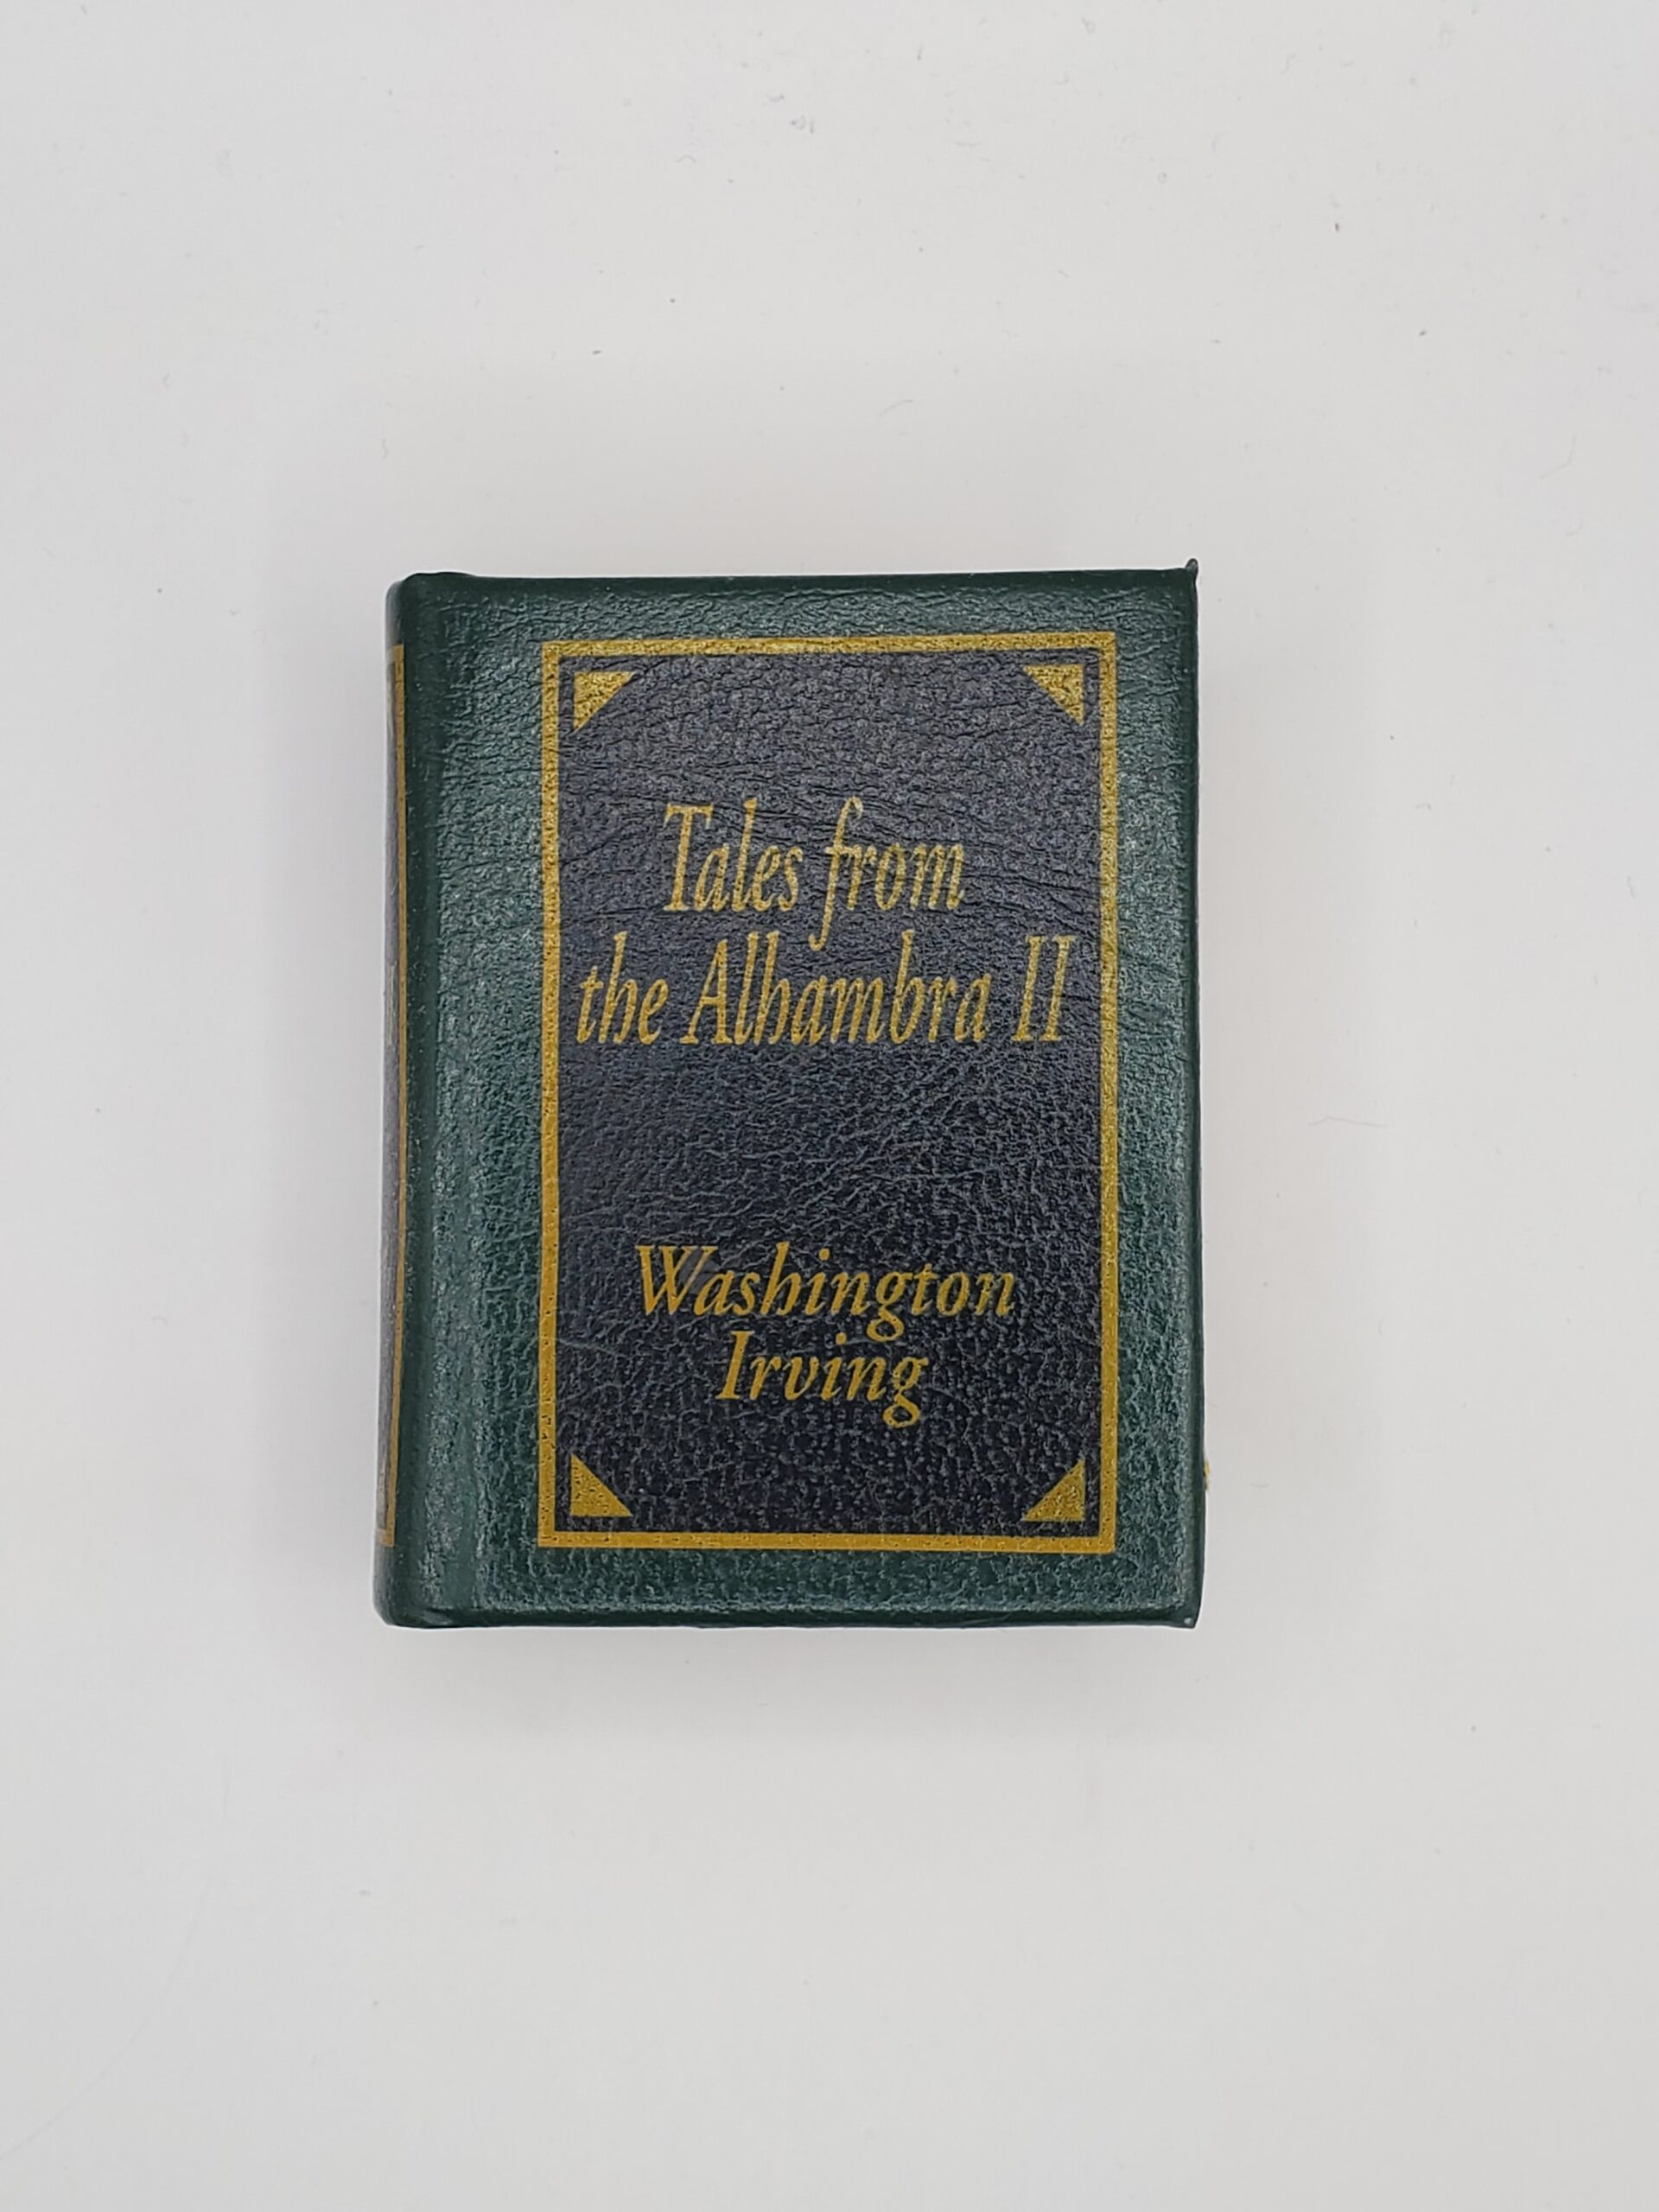 Tales from
the Alhambra II
Washington
Irving